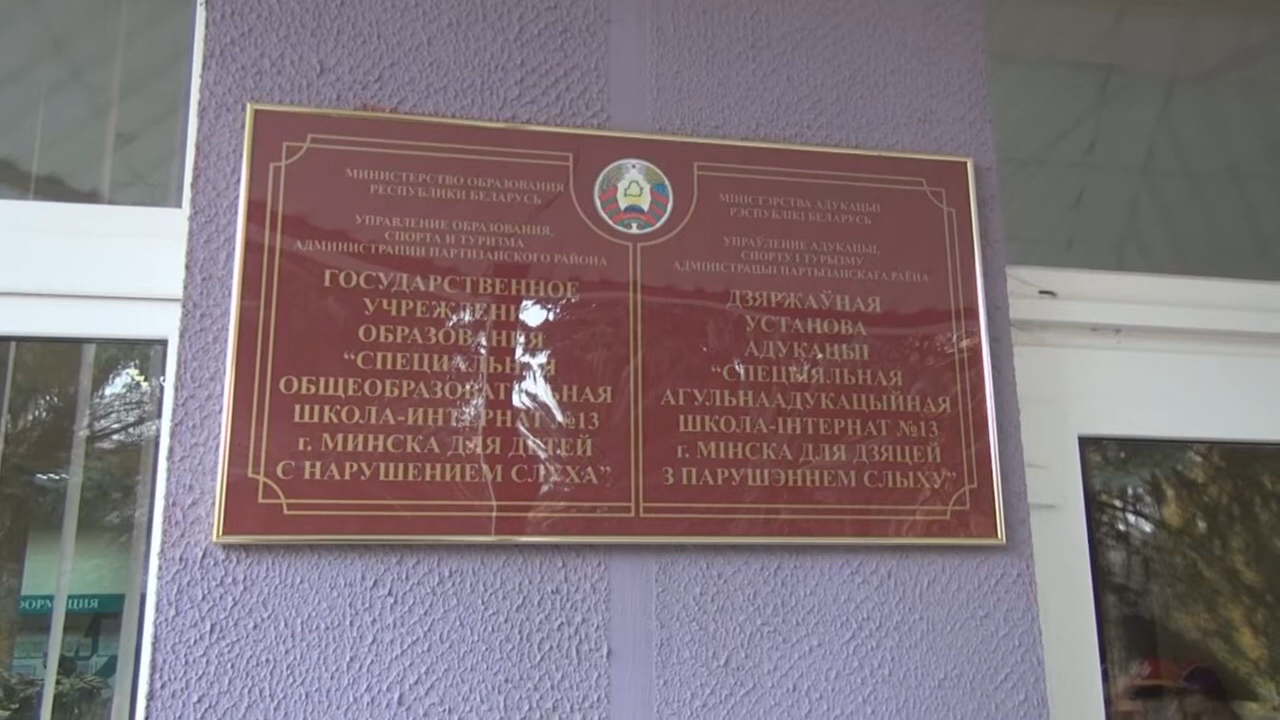 МИНИСТЕРСТВО ОБРАЗОВАНИЯ
РЕСПУБЛИКИ БЕЛАРУСЬ
УПРАВЛЕНИЕ ОБРАЗОВАНИЯ,
СПОРТА И ТУРИЗМА
АДМИНИСТРАЦИИ ПАРТИЗАНСКОГО РАЙОНА
ГОСУДАРСТВЕННОЕ
УЧРЕЖДЕНИЕ
ОБРАЗОВАНИЯ
“СПЕЦИАЛЬНАЯ
ОБЩЕОБРАЗОВАТЕЛЬНАЯ
ШКОЛА-ИНТЕРНАТ №13
г. МИНСКА ДЛЯ ДЕТЕЙ
С НАРУШЕНИЕМ СЛУХА”
МІНІСТЭРСТВА АДУКАЦЫІ
РЭСПУБЛІКІ БЕЛАРУСЬ
УПРАЎЛЕННЕ АДУКАЦЫІ,
СПОРТУ І ТУРЫЗМУ
АДМІНІСТРАЦЫІ ПАРТЫЗАНСКАГА РАЁНА
ДЗЯРЖАЎНАЯ
УСТАНОВА
АДУКАЦЫІ
“СПЕЦЫЯЛЬНАЯ
АГУЛЬНААДУКАЦЫЙНАЯ
ШКОЛА-ІНТЕРНАТ №13
г. МІНСКА ДЛЯ ДЗЯЦЕЙ
З ПАРУШЭННЕМ СЛЫХУ”
ФОРМАЦИЯ